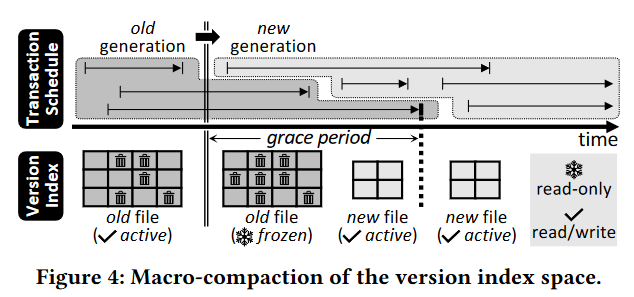 old
generation
new
generation
Transaction
Schedule
grace period
time
Version
Index
old file
(✓ active)
old file
(❄ frozen)
new file
(✓ active)
new file
(✓ active)
❄
read-only
✓
read/write
Figure 4: Macro-compaction of the version index space.